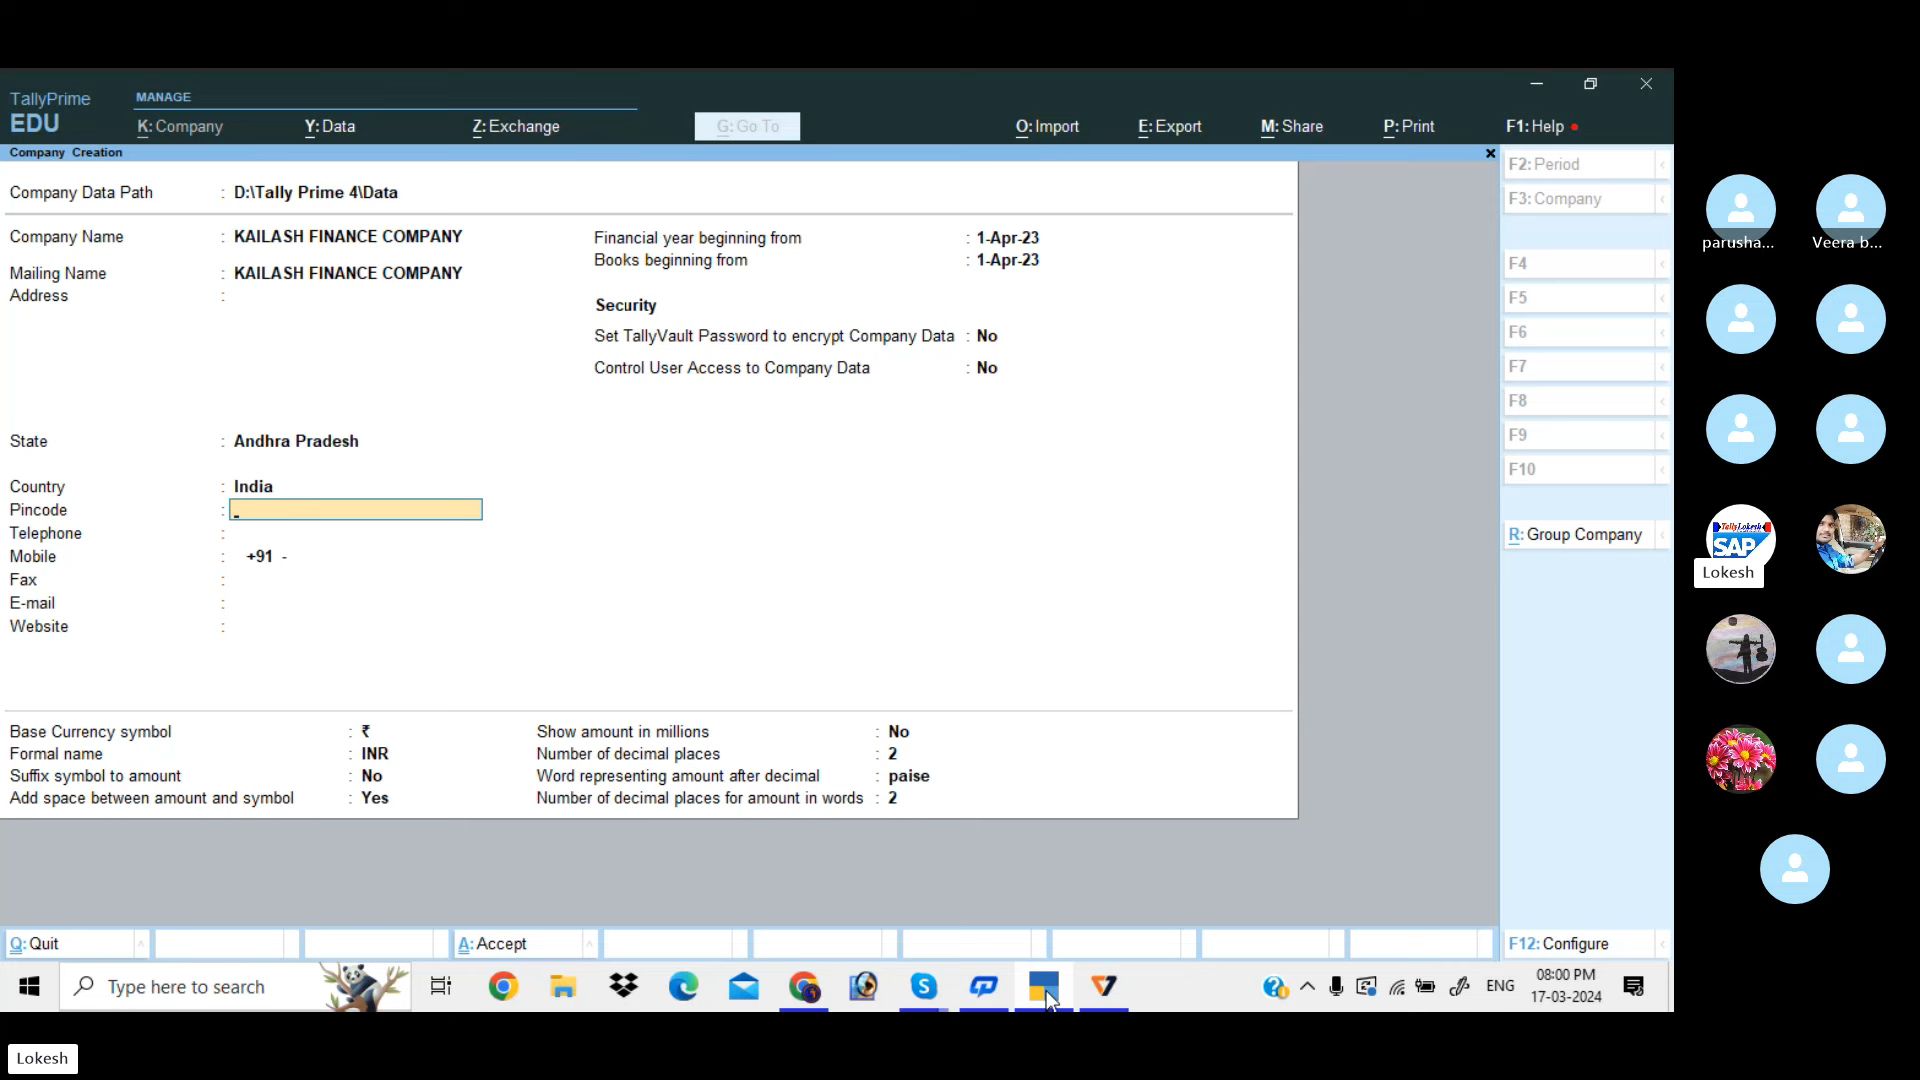 TallyPrime
EDU
MANAGE
K: Company
Y: Data
Z: Exchange
G: Go To
O: Import
E: Export
M: Share
P: Print
F1: Help
Company Creation
Company Data Path : D:\Tally Prime 4\Data
Company Name : KAILASH FINANCE COMPANY
Mailing Name : KAILASH FINANCE COMPANY
Address :
State : Andhra Pradesh
Country : India
Pincode :
Telephone :
Mobile : +91 -
Fax :
E-mail :
Website :
Financial year beginning from : 1-Apr-23
Books beginning from : 1-Apr-23
Security
Set TallyVault Password to encrypt Company Data : No
Control User Access to Company Data : No
Base Currency symbol : ₹
Formal name : INR
Suffix symbol to amount : No
Add space between amount and symbol : Yes
Show amount in millions : No
Number of decimal places : 2
Word representing amount after decimal : paise
Number of decimal places for amount in words : 2
F2: Period
F3: Company
F4
F5
F6
F7
F8
F9
F10
R: Group Company
F12: Configure
Q: Quit
A: Accept
Type here to search
ENG
08:00 PM
17-03-2024
parusha...
Veera b...
TallyLokesh
SAP
Lokesh
Lokesh